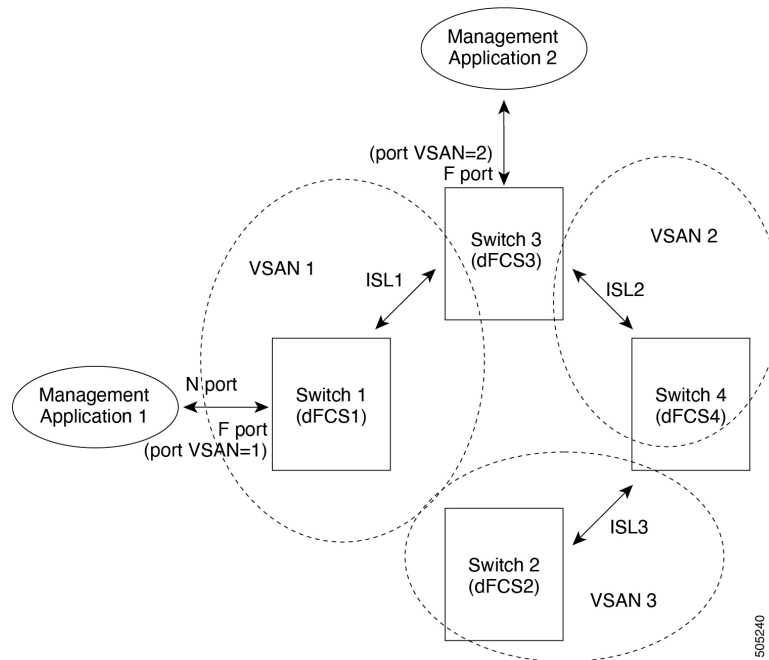 Management
Application 2
(port VSAN=2)
F port
Switch 3
(dFCS3)
VSAN 2
VSAN 1
ISL1
ISL2
N port
Management
Application 1
Switch 1
(dFCS1)
Switch 4
(dFCS4)
F port
(port VSAN=1)
ISL3
Switch 2
(dFCS2)
VSAN 3
505240